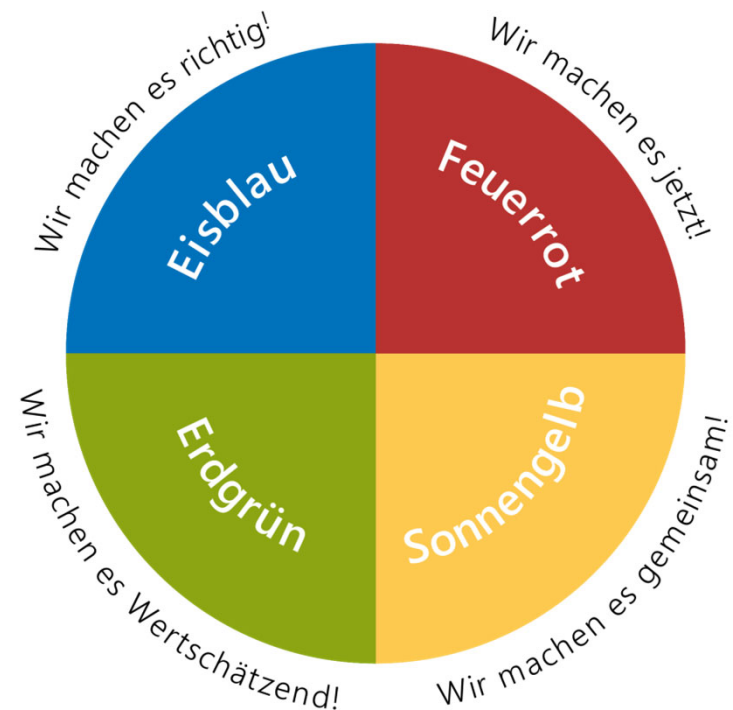 Wir machen es richtig!
Wir machen es jetzt!
Eisblau
Feuerrot
Erdgrün
Sonnengelb
Wir machen es Wertschätzend!
Wir machen es gemeinsam!